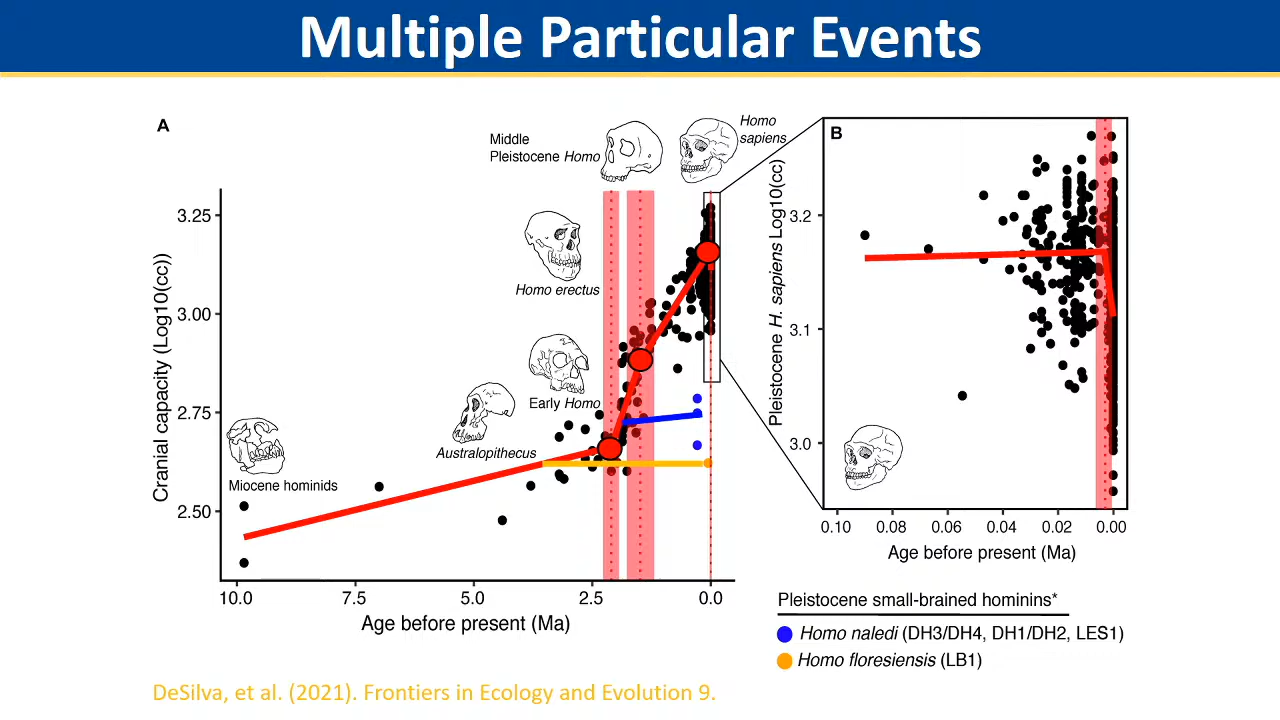 Multiple Particular Events
A
Middle
Pleistocene Homo
Homo
sapiens
Homo erectus
Early Homo
Australopithecus
Miocene hominids
Cranial capacity (Log10(cc))
3.25
3.00
2.75
2.50
10.0
7.5
5.0
2.5
0.0
Age before present (Ma)
B
Pleistocene H. sapiens Log10(cc)
3.2
3.1
3.0
0.10
0.08
0.06
0.04
0.02
0.00
Age before present (Ma)
Pleistocene small-brained hominins*
Homo naledi (DH3/DH4, DH1/DH2, LES1)
Homo floresiensis (LB1)
DeSilva, et al. (2021). Frontiers in Ecology and Evolution 9.